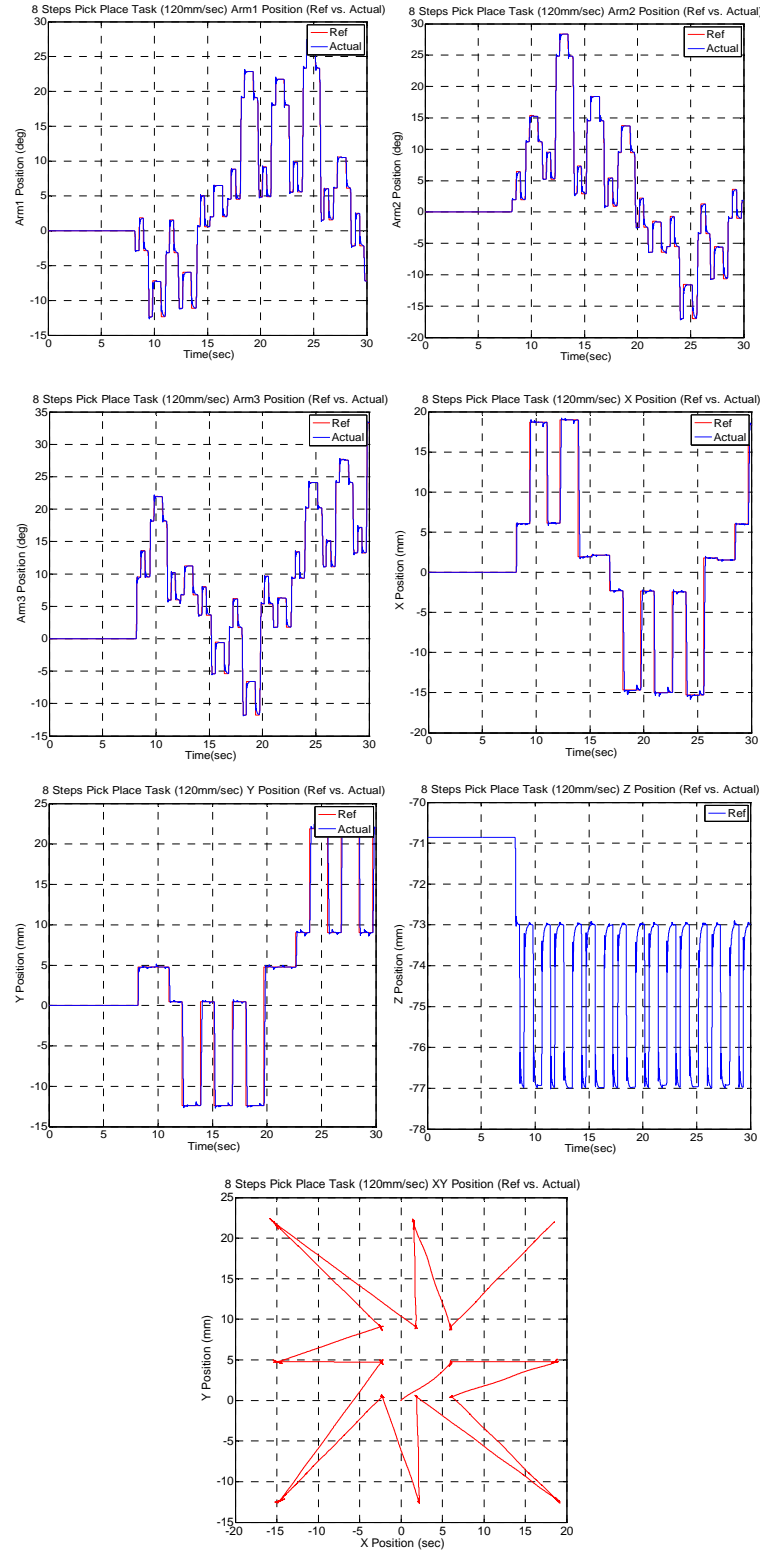 8 Steps Pick Place Task (120mm/sec) Arm1 Position (Ref vs. Actual)
30
25
20
15
10
5
0
-5
-10
-15
Arm1 Position (deg)
Ref
Actual
0 5 10 15 20 25 30
Time(sec)
8 Steps Pick Place Task (120mm/sec) Arm2 Position (Ref vs. Actual)
30
25
20
15
10
5
0
-5
-10
-15
-20
Arm2 Position (deg)
Ref
Actual
0 5 10 15 20 25 30
Time(sec)
8 Steps Pick Place Task (120mm/sec) Arm3 Position (Ref vs. Actual)
35
30
25
20
15
10
5
0
-5
-10
-15
Arm3 Position (deg)
Ref
Actual
0 5 10 15 20 25 30
Time(sec)
8 Steps Pick Place Task (120mm/sec) X Position (Ref vs. Actual)
20
15
10
5
0
-5
-10
-15
-20
X Position (mm)
Ref
Actual
0 5 10 15 20 25 30
Time(sec)
8 Steps Pick Place Task (120mm/sec) Y Position (Ref vs. Actual)
25
20
15
10
5
0
-5
-10
-15
Y Position (mm)
Ref
Actual
0 5 10 15 20 25 30
Time(sec)
8 Steps Pick Place Task (120mm/sec) Z Position (Ref vs. Actual)
-70
-71
-72
-73
-74
-75
-76
-77
-78
Z Position (mm)
Ref
0 5 10 15 20 25 30
Time(sec)
8 Steps Pick Place Task (120mm/sec) XY Position (Ref vs. Actual)
25
20
15
10
5
0
-5
-10
-15
Y Position (mm)
-20 -15 -10 -5 0 5 10 15 20
X Position (sec)